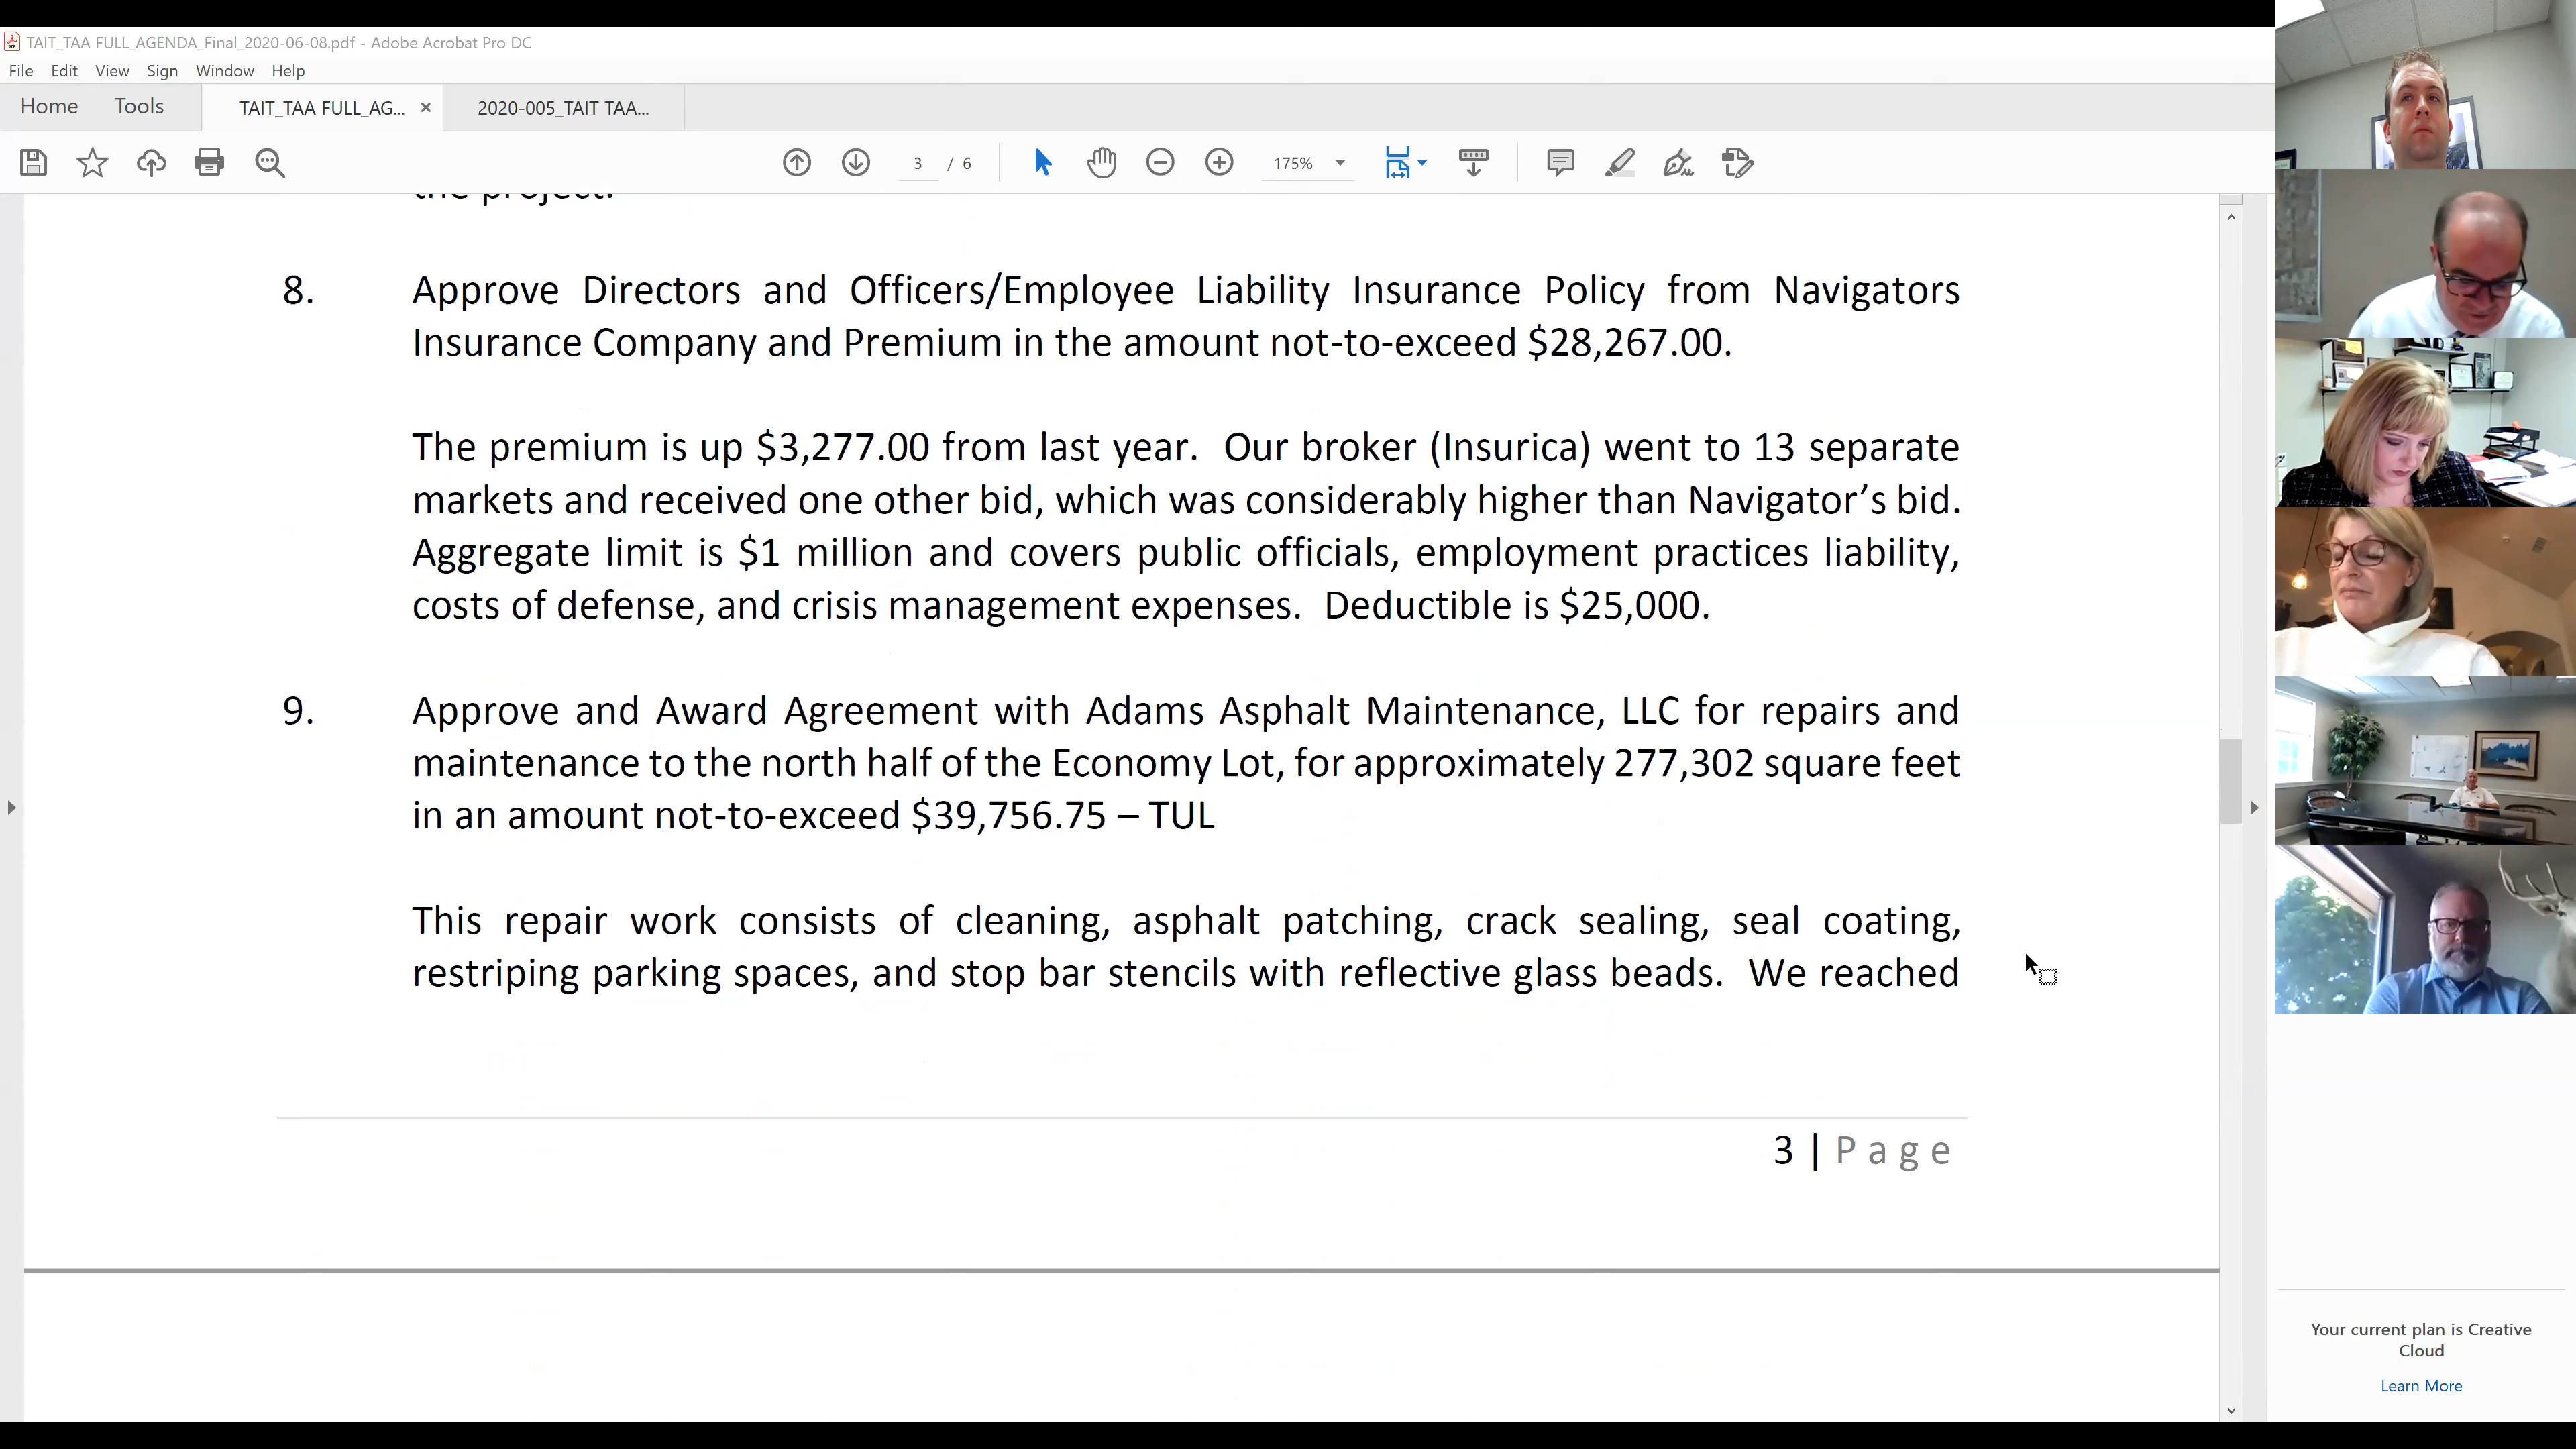 TAIT_TAA FULL_AGENDA_Final_2020-06-08.pdf - Adobe Acrobat Pro DC
File Edit View Sign Window Help
Home Tools TAIT_TAA FULL_AG... × 2020-005_TAIT TAA...
3 / 6 175%
the project.
8. Approve Directors and Officers/Employee Liability Insurance Policy from Navigators
Insurance Company and Premium in the amount not-to-exceed $28,267.00.
The premium is up $3,277.00 from last year. Our broker (Insurica) went to 13 separate
markets and received one other bid, which was considerably higher than Navigator’s bid.
Aggregate limit is $1 million and covers public officials, employment practices liability,
costs of defense, and crisis management expenses. Deductible is $25,000.
9. Approve and Award Agreement with Adams Asphalt Maintenance, LLC for repairs and
maintenance to the north half of the Economy Lot, for approximately 277,302 square feet
in an amount not-to-exceed $39,756.75 – TUL
This repair work consists of cleaning, asphalt patching, crack sealing, seal coating,
restriping parking spaces, and stop bar stencils with reflective glass beads. We reached
3 | Page
Your current plan is Creative
Cloud
Learn More